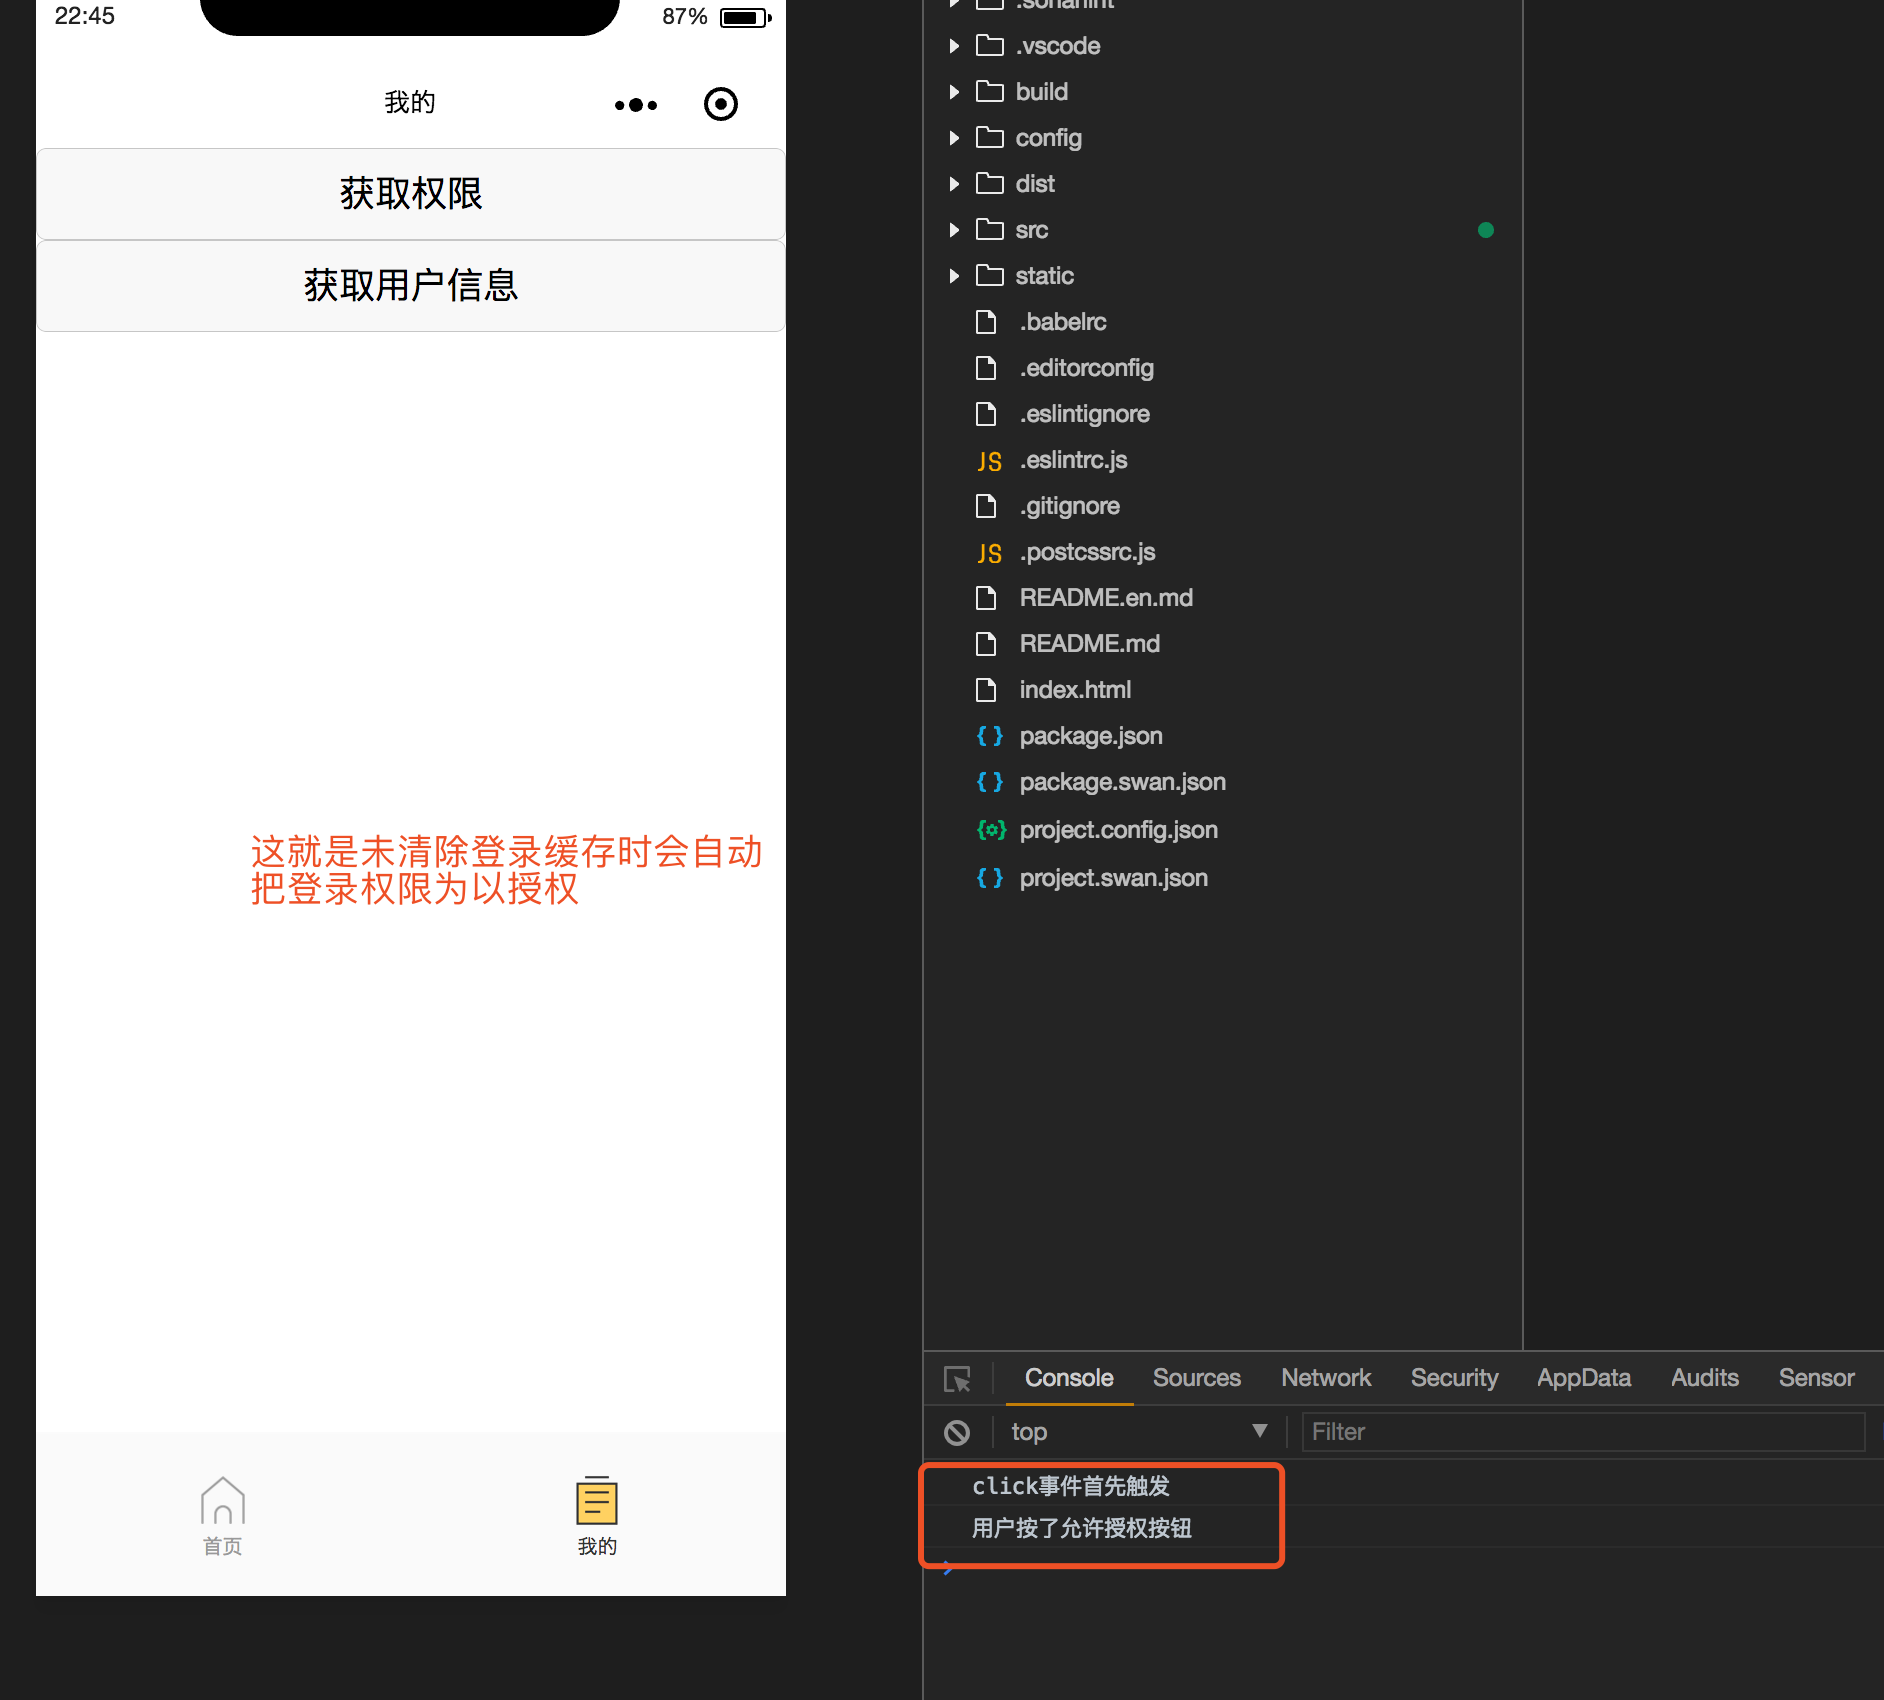 22:45
87%
我的
获取权限
获取用户信息
这就是未清除登录缓存时会自动
把登录权限为以授权
首页
我的
.vscode
build
config
dist
src
static
.babelrc
.editorconfig
.eslintignore
JS .eslintrc.js
.gitignore
JS .postcssrc.js
README.en.md
README.md
index.html
{ } package.json
{ } package.swan.json
project.config.json
{ } project.swan.json
Console Sources Network Security AppData Audits Sensor
top Filter
click事件首先触发
用户按了允许授权按钮